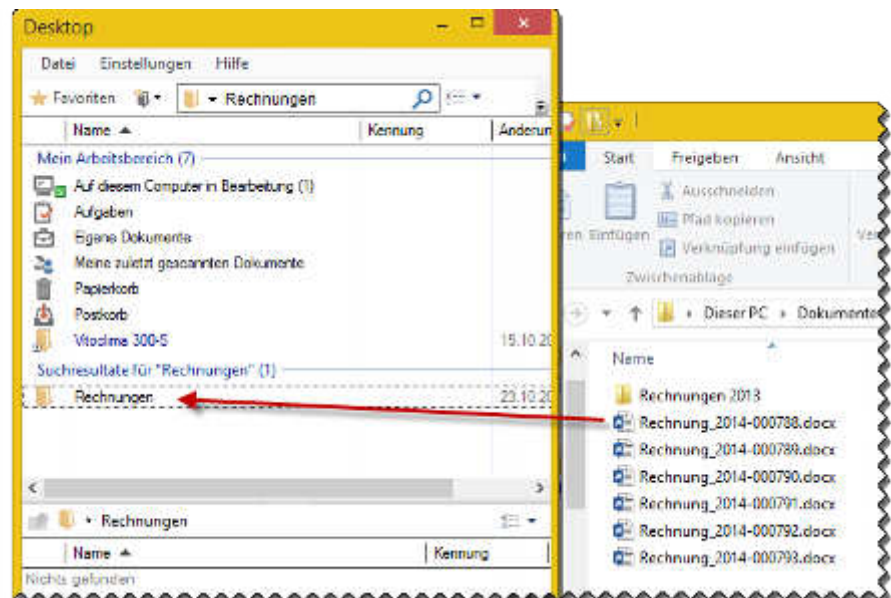 Desktop
Datei Einstellungen Hilfe
Favoriten Rechnungen
Name Kennung Änderun
Mein Arbeitsbereich (7)
Auf diesem Computer in Bearbeitung (1)
Aufgaben
Eigene Dokumente
Meine zuletzt gescannten Dokumente
Papierkorb
Postkorb
Vitoclima 300-S 15.10.20
Suchresultate für "Rechnungen" (1)
Rechnungen 23.10.20
Rechnungen
Name Kennung
Nichts gefunden
Start Freigeben Ansicht
Ausschneiden
Pfad kopieren
ren Einfügen Verknüpfung einfügen Ve
Zwischenablage
Dieser PC Dokumente
Name
Rechnungen 2013
Rechnung_2014-000788.docx
Rechnung_2014-000789.docx
Rechnung_2014-000790.docx
Rechnung_2014-000791.docx
Rechnung_2014-000792.docx
Rechnung_2014-000793.docx